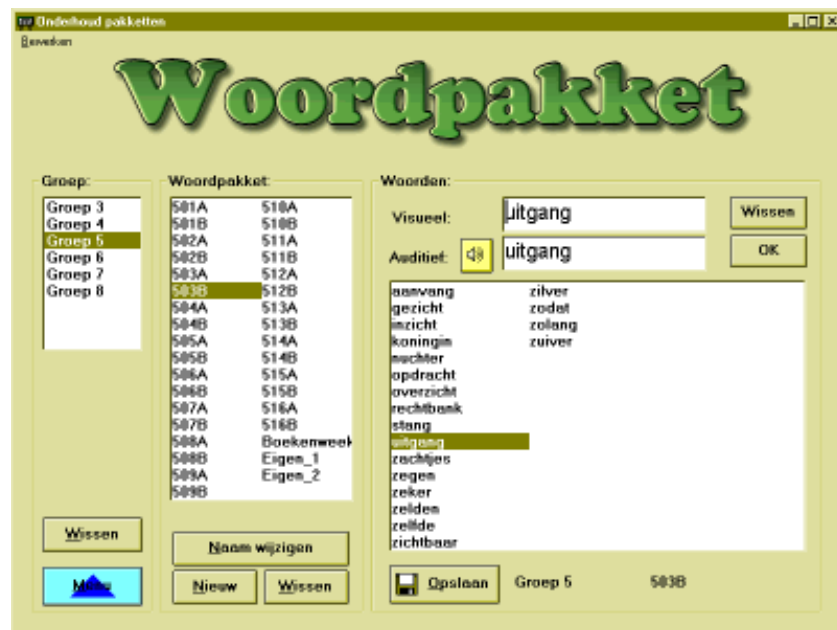 Onderhoud pakketten
Bewerken
Woordpakket
Groep:
Groep 3
Groep 4
Groep 5
Groep 6
Groep 7
Groep 8
Wissen
Menu
Woordpakket:
501A 510A
501B 510B
502A 511A
502B 511B
503A 512A
503B 512B
504A 513A
504B 513B
505A 514A
505B 514B
506A 515A
506B 515B
507A 516A
507B 516B
508A Boekenweek
508B Eigen_1
509A Eigen_2
509B
Naam wijzigen
Nieuw Wissen
Woorden:
Visueel: uitgang Wissen
Auditief: uitgang OK
aanvang zilver
gezicht zodat
inzicht zolang
koningin zuiver
nuchter
opdracht
overzicht
rechtbank
stang
uitgang
zachtjes
zegen
zeker
zelden
zelfde
zichtbaar
Opslaan Groep 5 503B